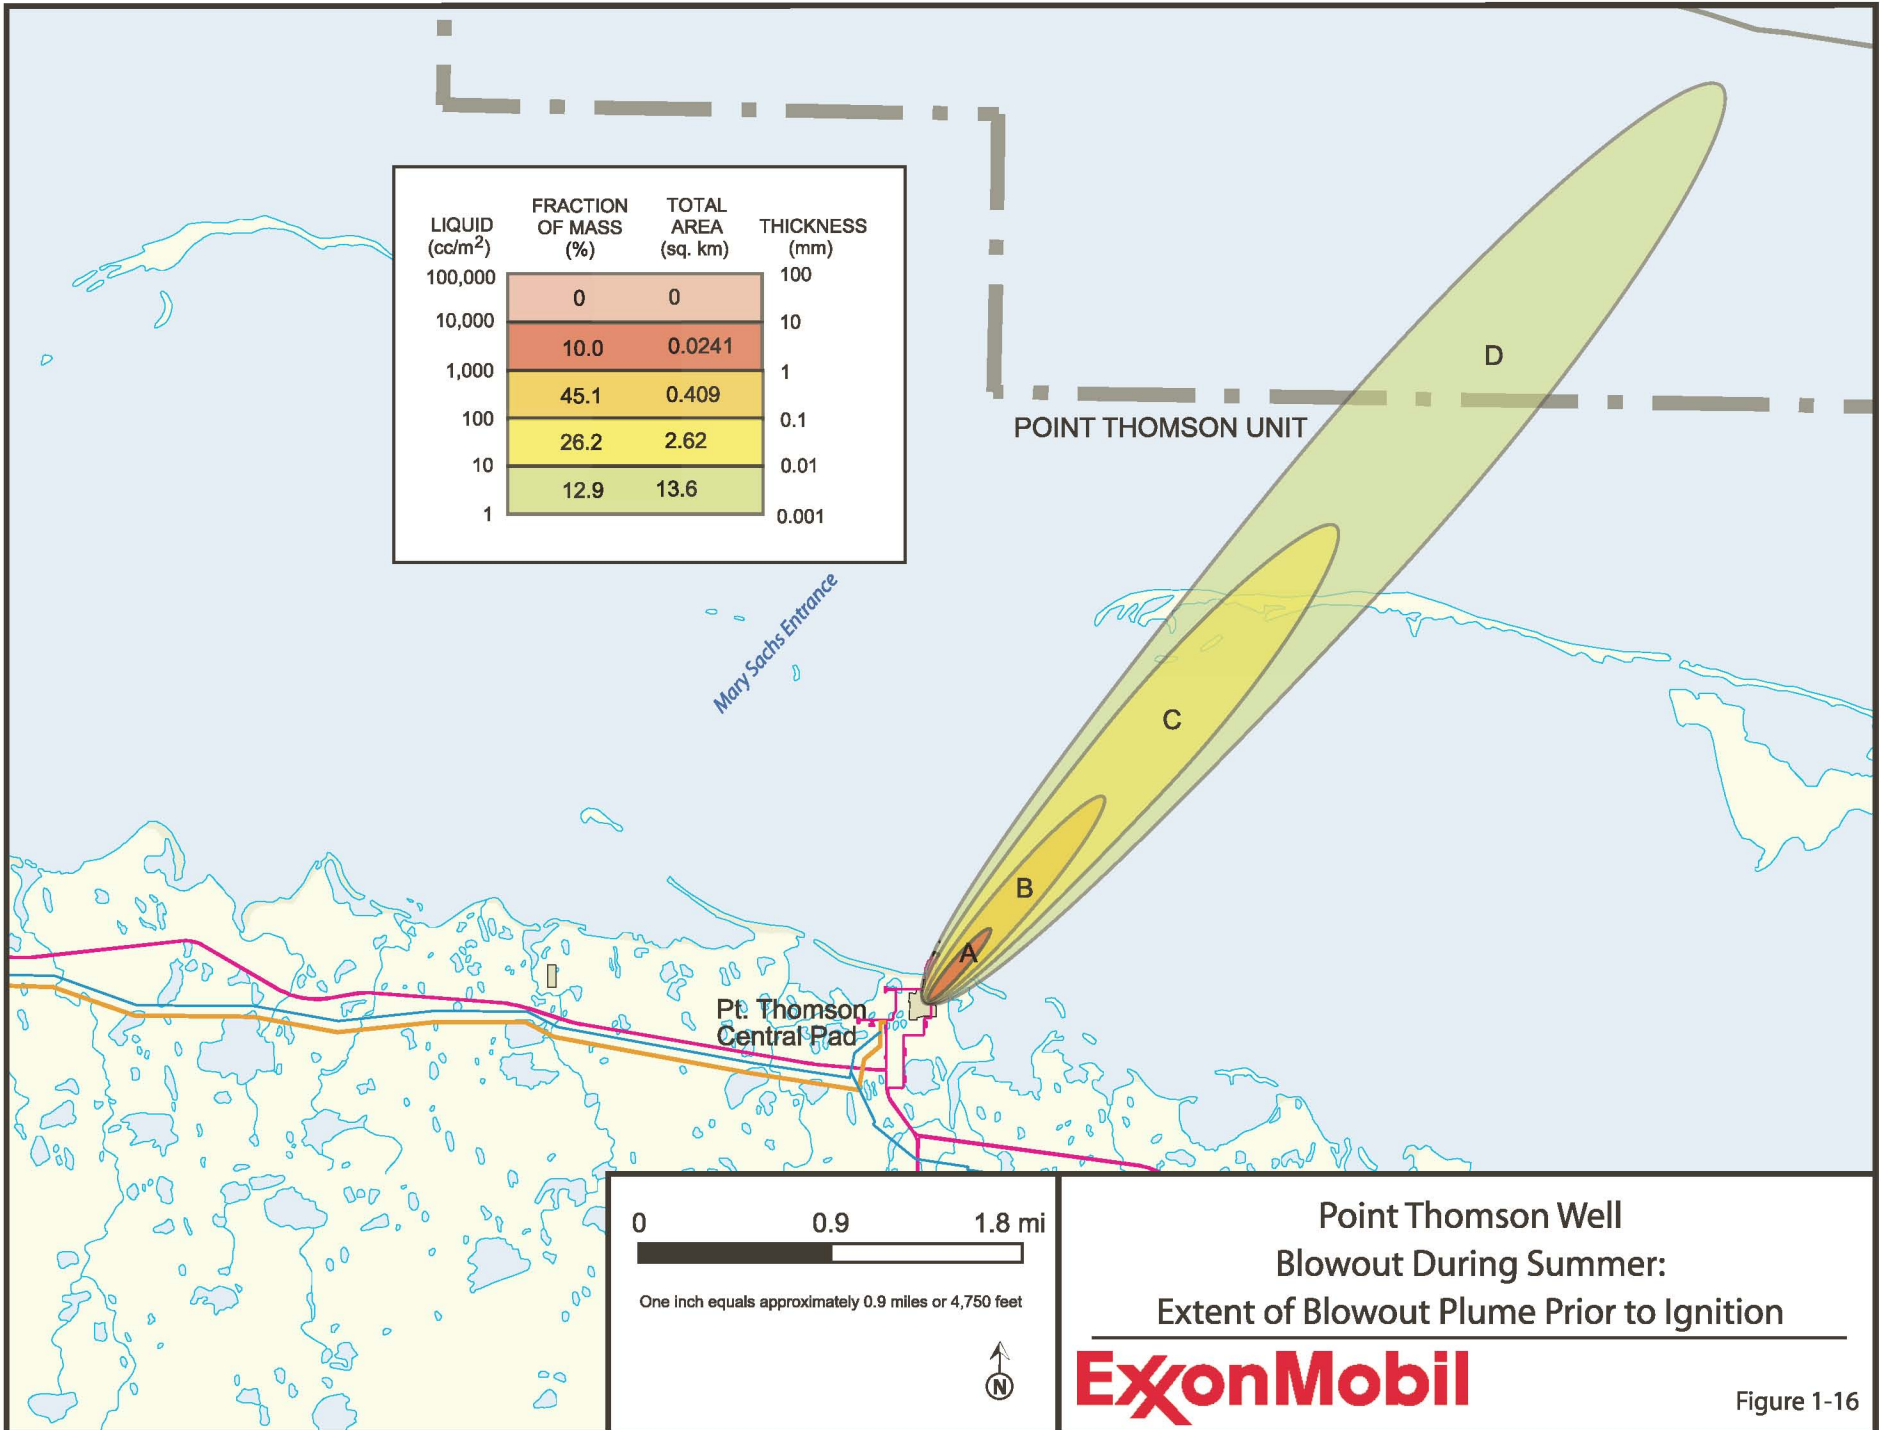 LIQUID
(cc/m²)
FRACTION
OF MASS
(%)
TOTAL
AREA
(sq. km)
THICKNESS
(mm)
100,000
100
0 0
10,000
10
10.0 0.0241
1,000
1
45.1 0.409
100
0.1
26.2 2.62
10
0.01
12.9 13.6
1
0.001
D
POINT THOMSON UNIT
Mary Sachs Entrance
C
B
A
Pt. Thomson
Central Pad
0 0.9 1.8 mi
One inch equals approximately 0.9 miles or 4,750 feet
N
Point Thomson Well
Blowout During Summer:
Extent of Blowout Plume Prior to Ignition
ExxonMobil
Figure 1-16